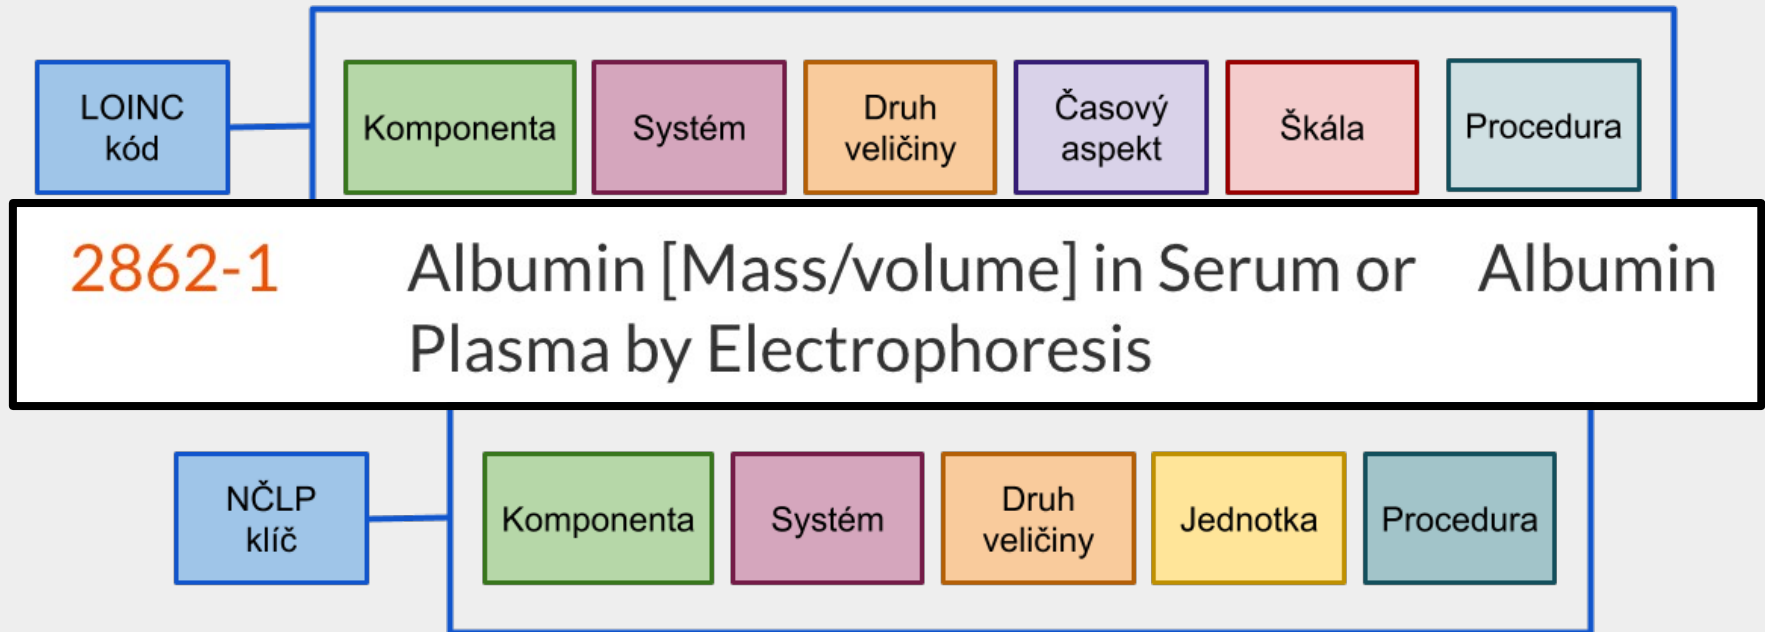 LOINC
kód
Komponenta
Systém
Druh
veličiny
Časový
aspekt
Škála
Procedura
2862-1
Albumin [Mass/volume] in Serum or
Plasma by Electrophoresis
Albumin
NČLP
klíč
Komponenta
Systém
Druh
veličiny
Jednotka
Procedura